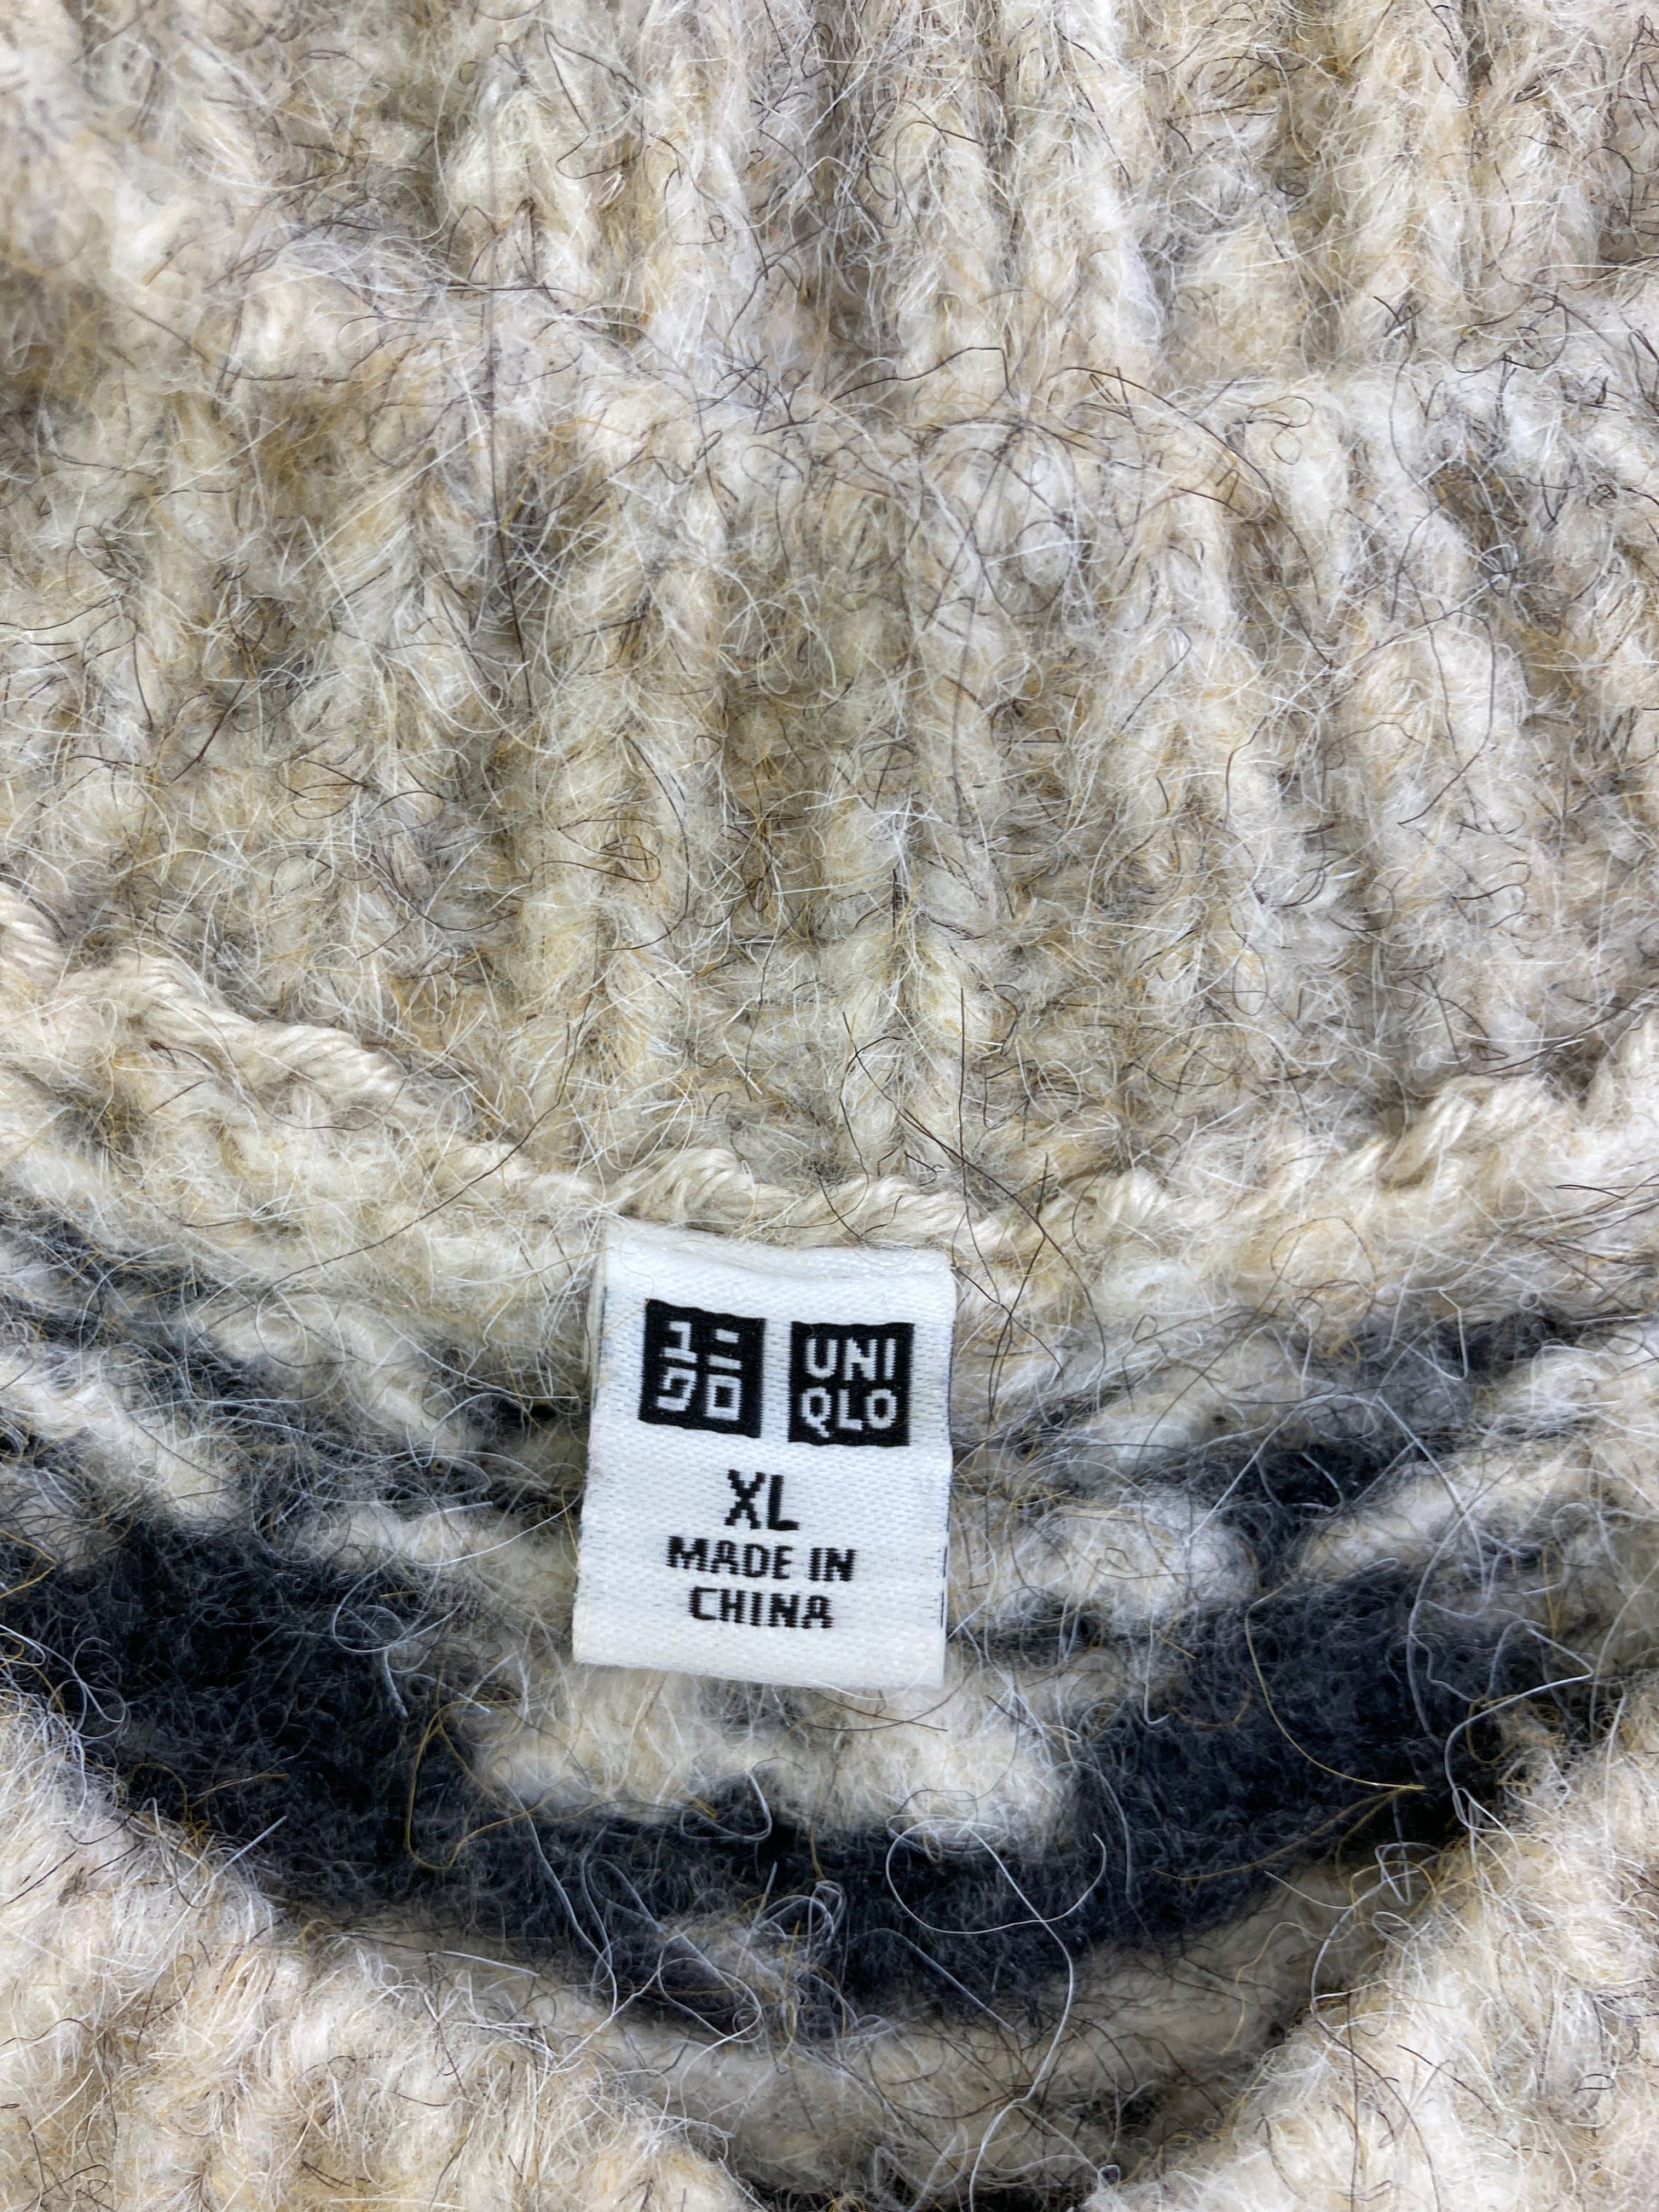 ユニ UNI
クロ QLO
XL
MADE IN
CHINA